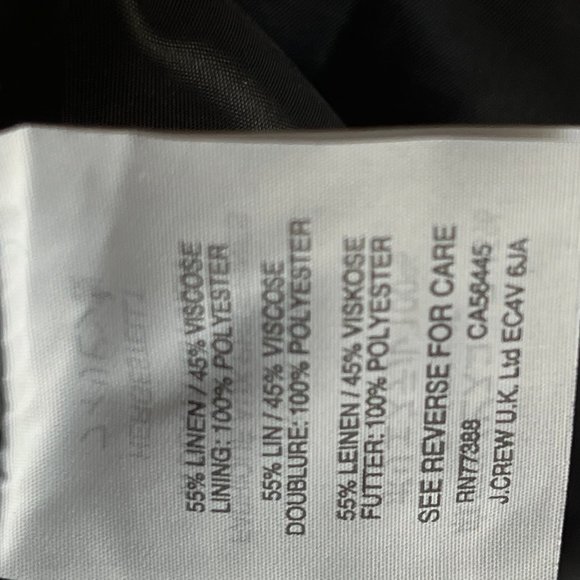 55% LINEN / 45% VISCOSE
LINING: 100% POLYESTER
55% LIN / 45% VISCOSE
DOUBLURE: 100% POLYESTER
55% LEINEN / 45% VISKOSE
FUTTER: 100% POLYESTER
SEE REVERSE FOR CARE
RN77388 CA56445
J.CREW U.K. Ltd EC4V 6JA